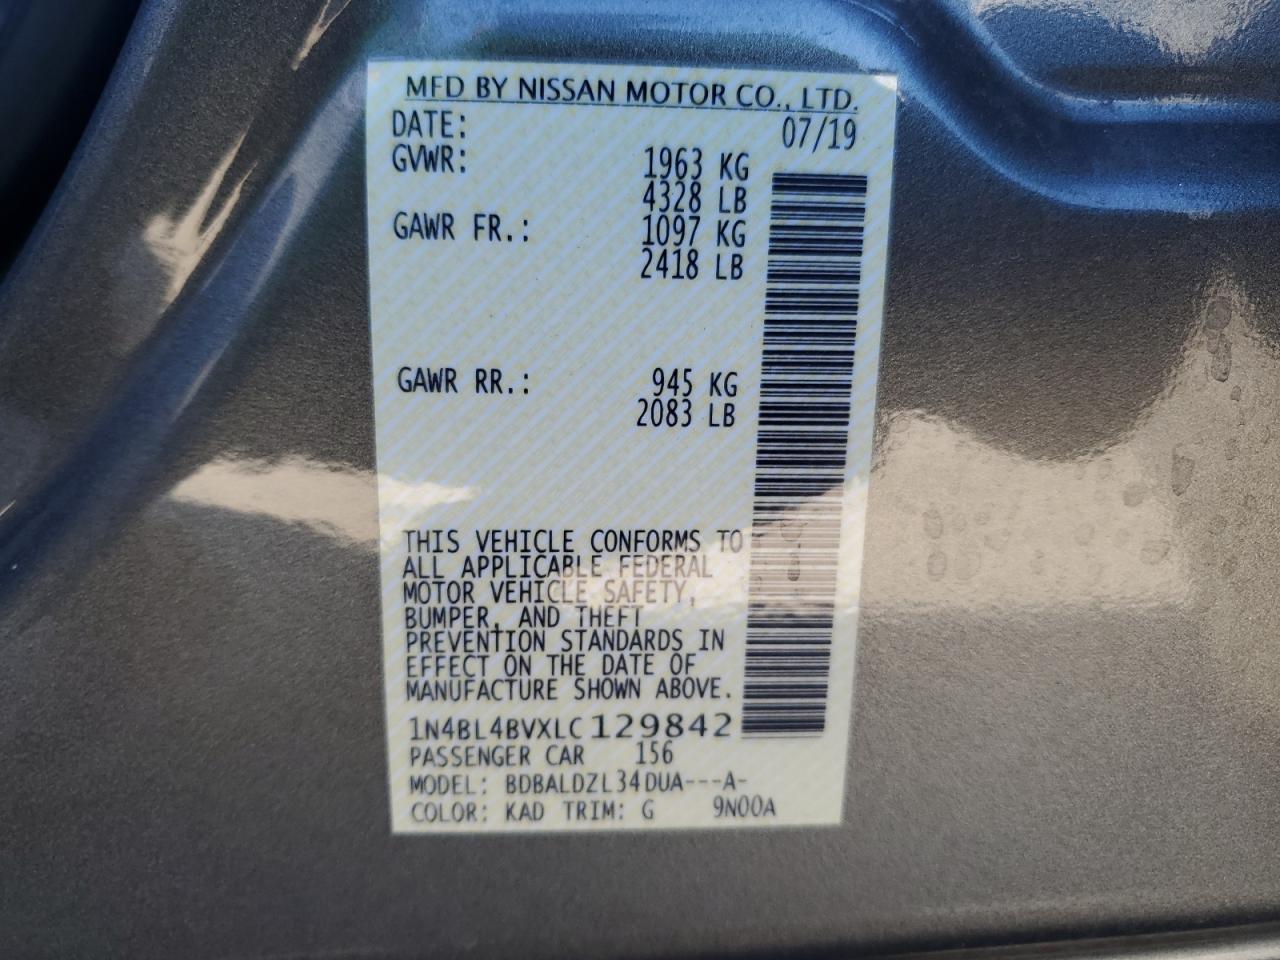 MFD BY NISSAN MOTOR CO., LTD.
DATE: 07/19
GVWR: 1963 KG
4328 LB
GAWR FR.: 1097 KG
2418 LB
GAWR RR.: 945 KG
2083 LB
THIS VEHICLE CONFORMS TO
ALL APPLICABLE FEDERAL
MOTOR VEHICLE SAFETY,
BUMPER, AND THEFT
PREVENTION STANDARDS IN
EFFECT ON THE DATE OF
MANUFACTURE SHOWN ABOVE.
1N4BL4BVXLC129842
PASSENGER CAR 156
MODEL: BDBALDZL34DUA---A-
COLOR: KAD TRIM: G 9N00A